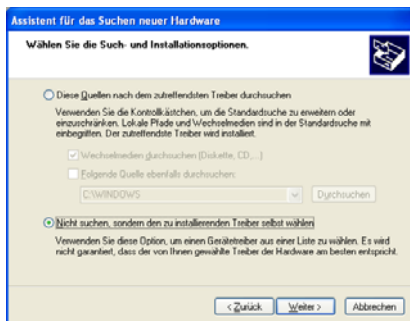 Assistent für das Suchen neuer Hardware
Wählen Sie die Such- und Installationsoptionen.
Diese Quellen nach dem zutreffendsten Treiber durchsuchen
Verwenden Sie die Kontrollkästchen, um die Standardsuche zu erweitern oder
einzuschränken. Lokale Pfade und Wechselmedien sind in der Standardsuche mit
einbegriffen. Der zutreffendste Treiber wird installiert.
Wechselmedien durchsuchen (Diskette, CD,...)
Folgende Quelle ebenfalls durchsuchen:
C:\WINDOWS
Durchsuchen
Nicht suchen, sondern den zu installierenden Treiber selbst wählen
Verwenden Sie diese Option, um einen Gerätetreiber aus einer Liste zu wählen. Es wird
nicht garantiert, dass der von Ihnen gewählte Treiber der Hardware am besten entspricht.
< Zurück Weiter > Abbrechen